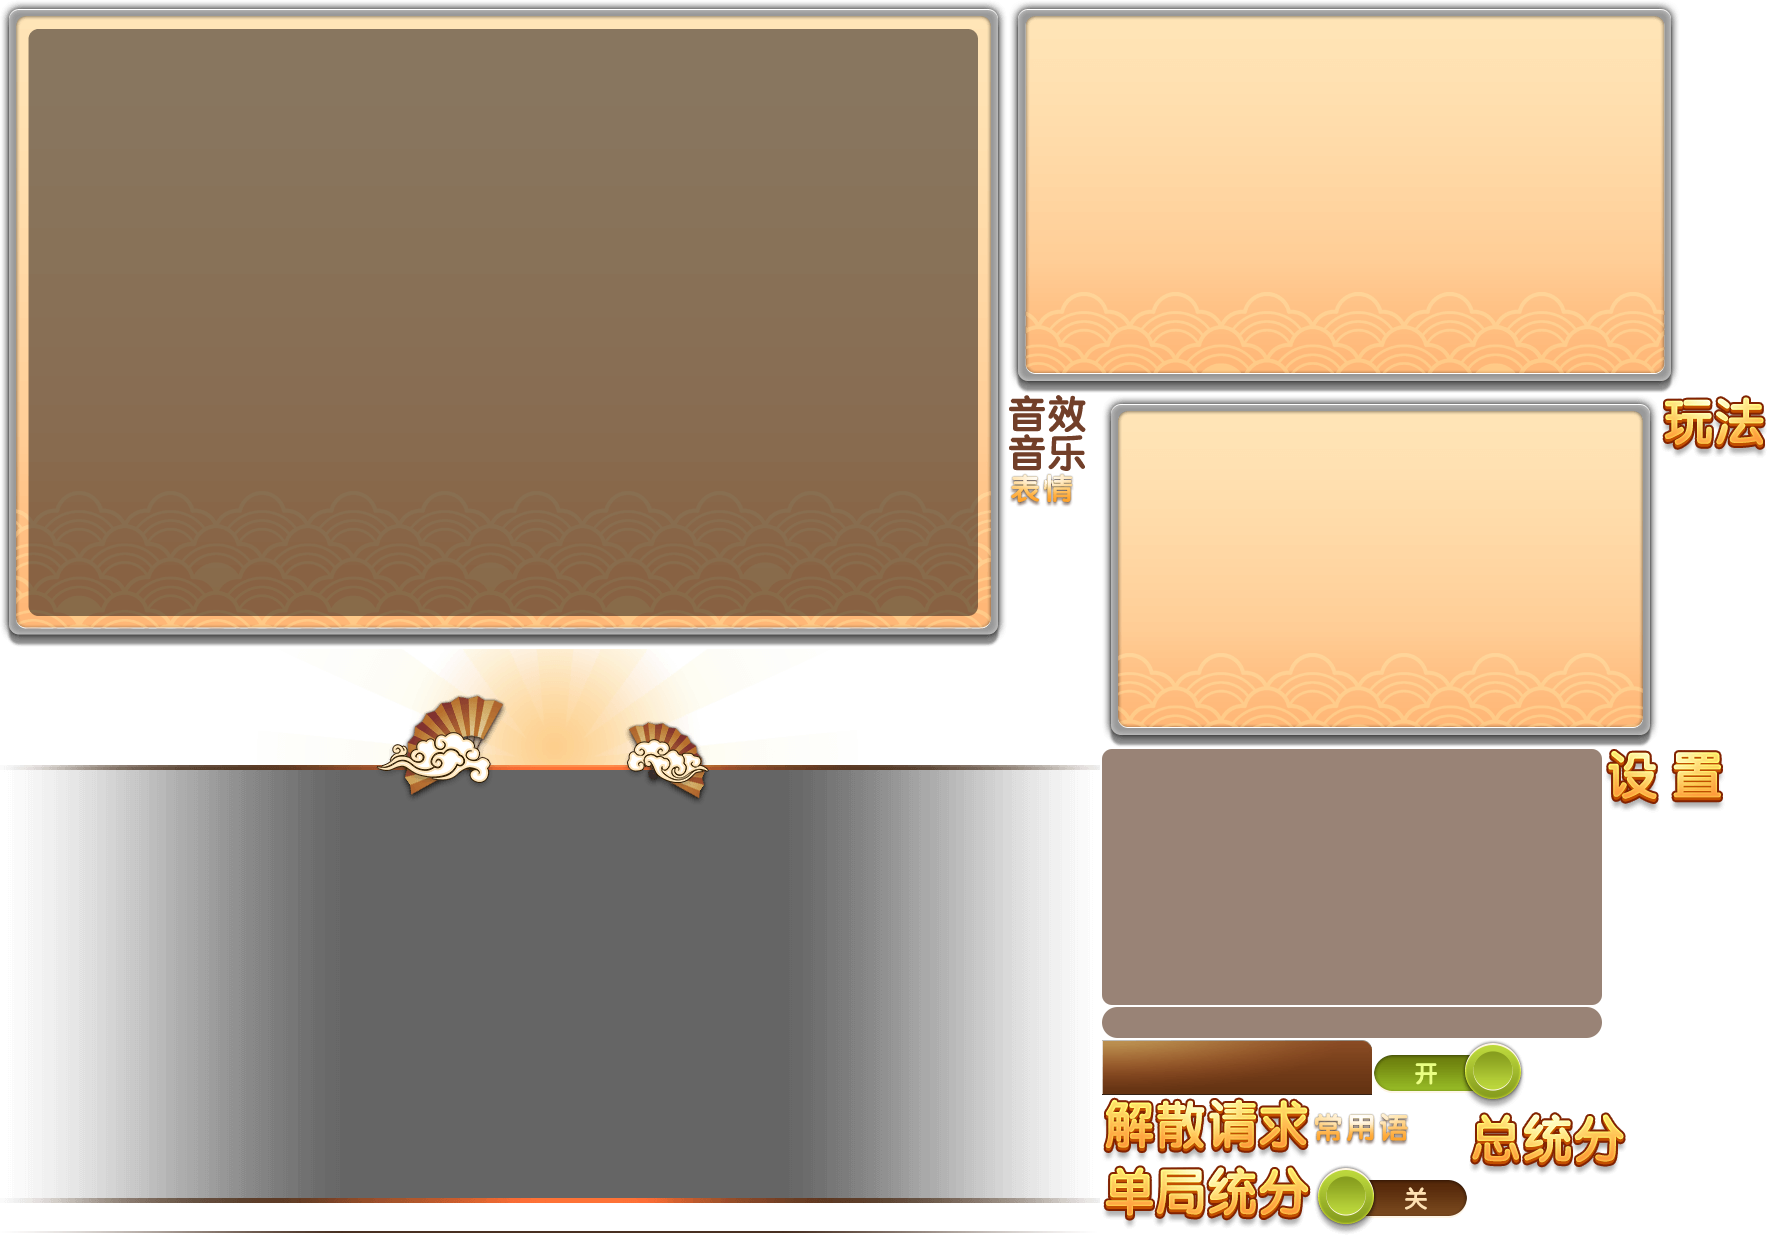 音效
音乐
表情
玩法
设置
开
解散请求
常用语
总统分
单局统分
关